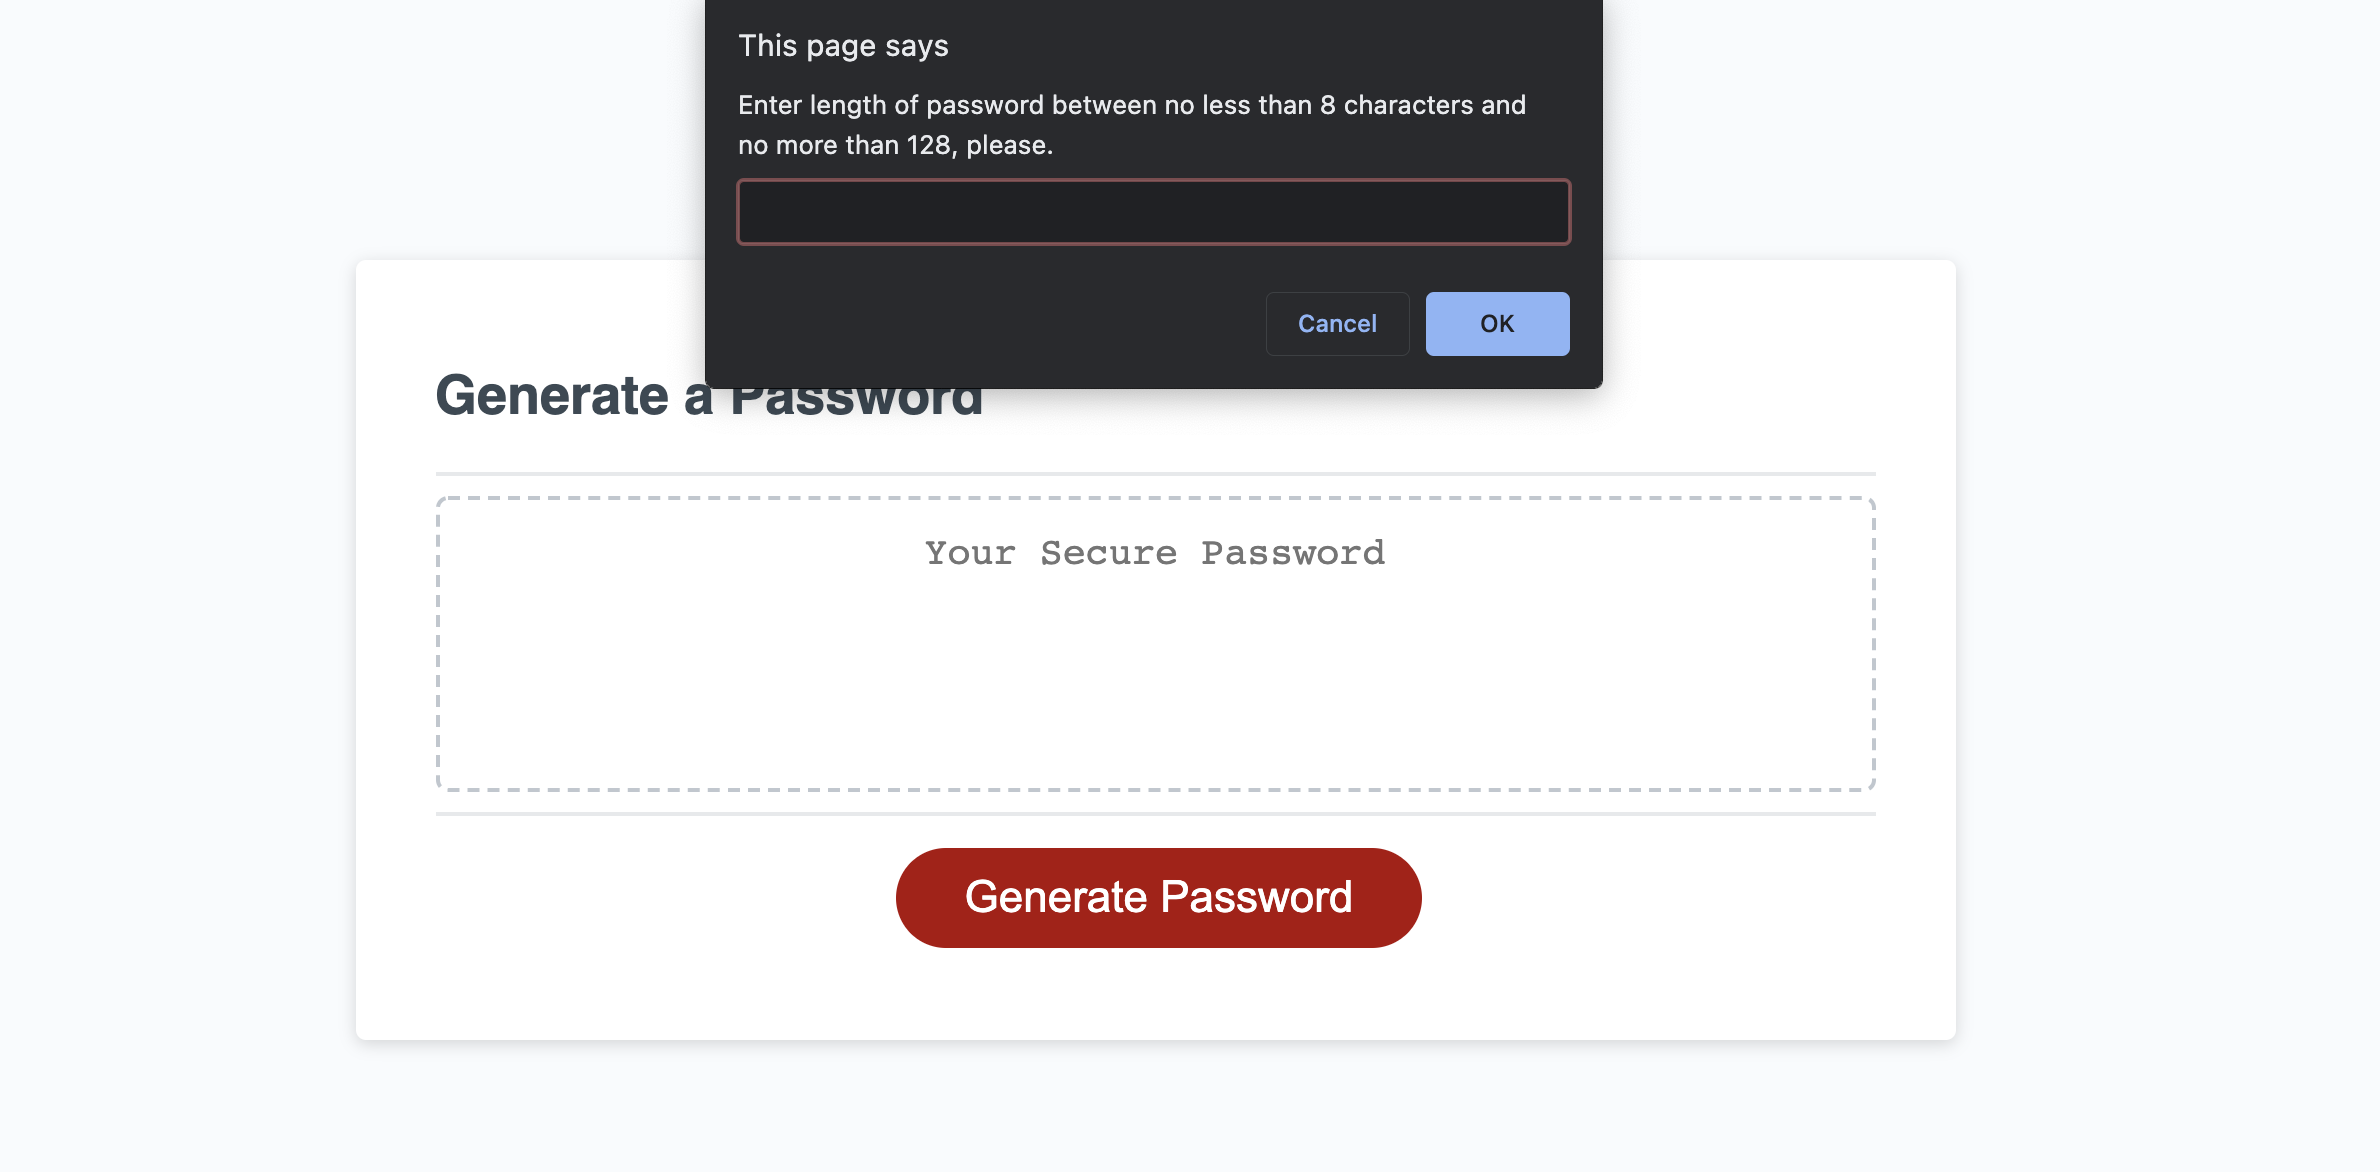 This page says
Enter length of password between no less than 8 characters and
no more than 128, please.
Cancel
OK
Generate a Password
Your Secure Password
Generate Password